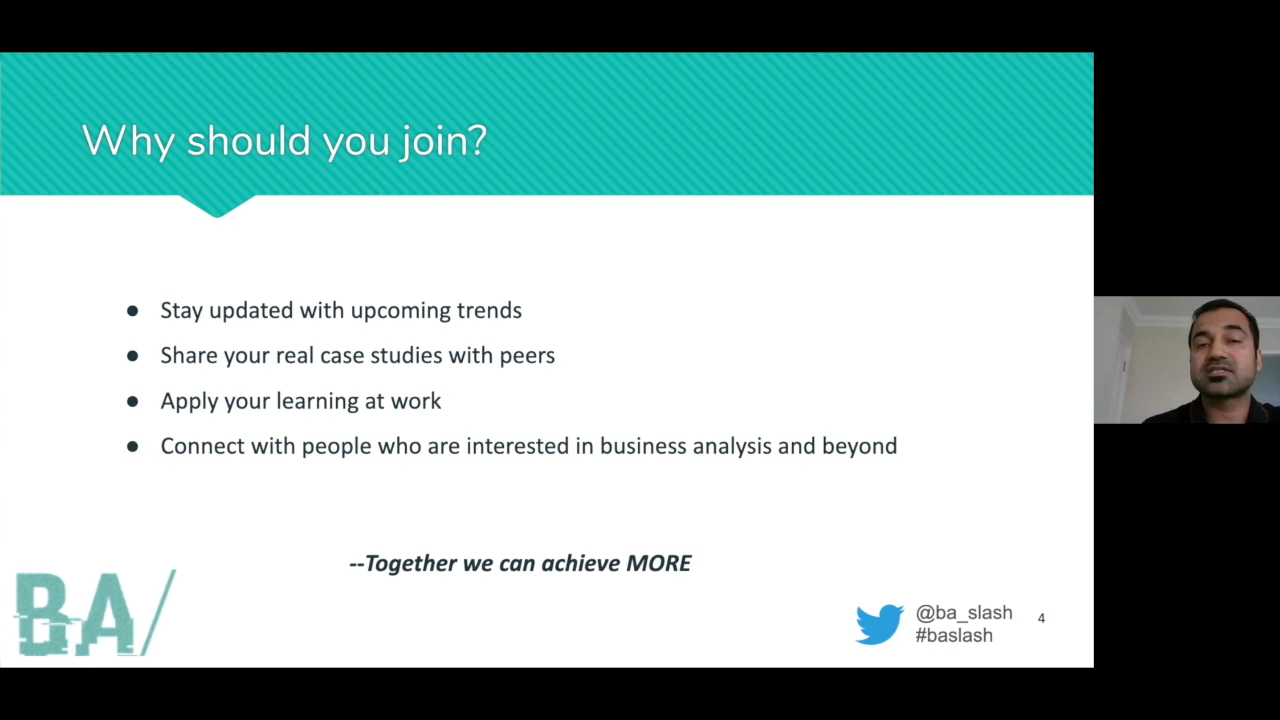 Why should you join?
● Stay updated with upcoming trends
● Share your real case studies with peers
● Apply your learning at work
● Connect with people who are interested in business analysis and beyond
--Together we can achieve MORE
BA/
@ba_slash
#baslash
4